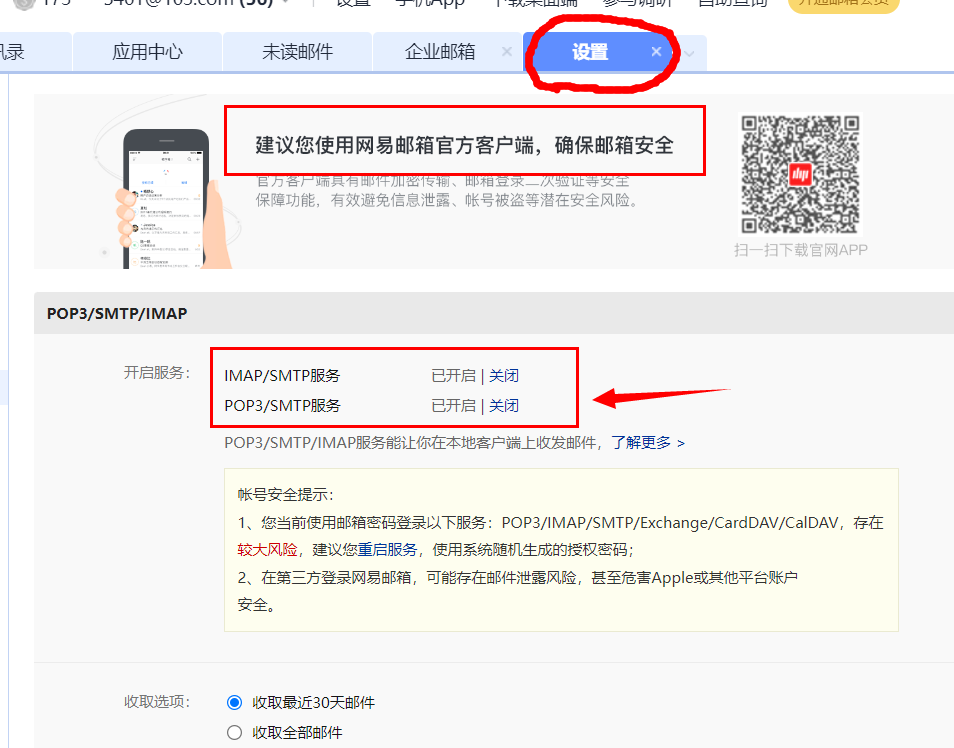 应用中心
未读邮件
企业邮箱
设置
建议您使用网易邮箱官方客户端，确保邮箱安全
官方客户端具有邮件加密传输、邮箱登录二次验证等安全
保障功能，有效避免信息泄露、帐号被盗等潜在安全风险。
扫一扫下载官网APP
POP3/SMTP/IMAP
开启服务：
IMAP/SMTP服务 已开启 | 关闭
POP3/SMTP服务 已开启 | 关闭
POP3/SMTP/IMAP服务能让你在本地客户端上收发邮件，了解更多 >
帐号安全提示：
1、您当前使用邮箱密码登录以下服务：POP3/IMAP/SMTP/Exchange/CardDAV/CalDAV，存在
较大风险，建议您重启服务，使用系统随机生成的授权密码；
2、在第三方登录网易邮箱，可能存在邮件泄露风险，甚至危害Apple或其他平台账户
安全。
收取选项：
收取最近30天邮件
收取全部邮件